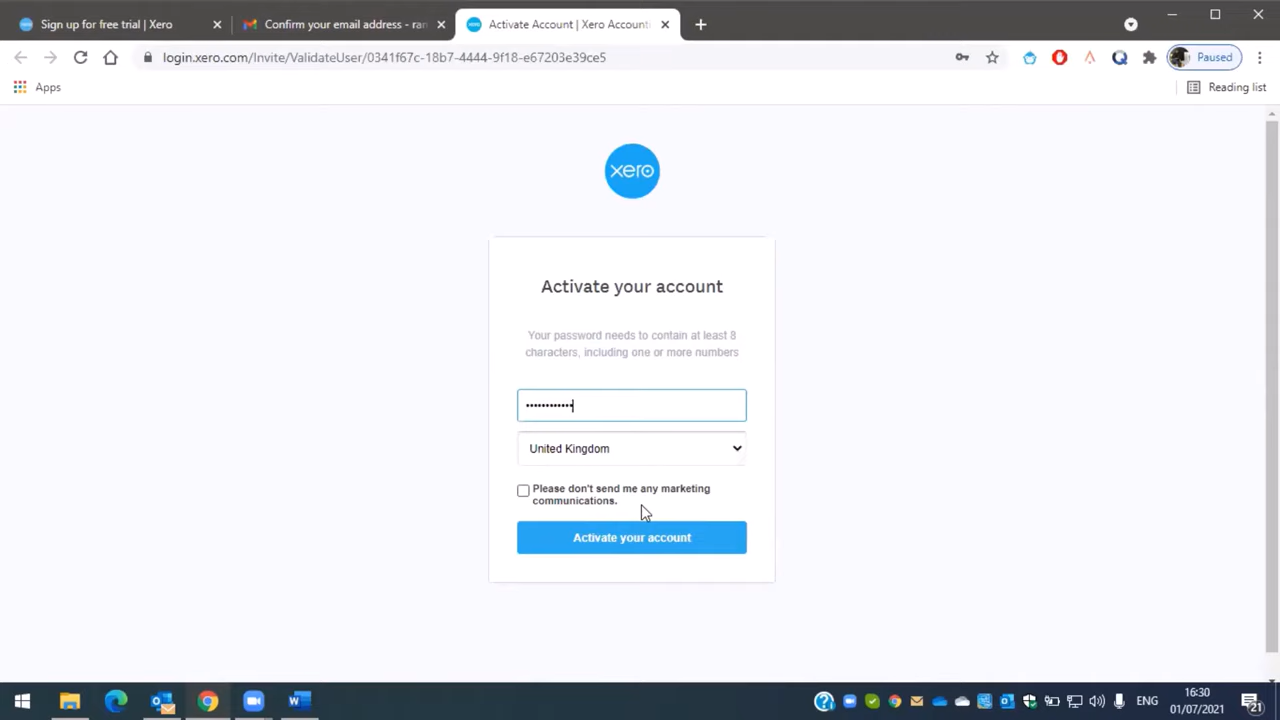 Sign up for free trial | Xero
Confirm your email address - ran
Activate Account | Xero Account
login.xero.com/Invite/ValidateUser/0341f67c-18b7-4444-9f18-e67203e39ce5
Paused
Apps
Reading list
xero
Activate your account
Your password needs to contain at least 8
characters, including one or more numbers
••••••••••••
United Kingdom
Please don't send me any marketing
communications.
Activate your account
ENG
16:30
01/07/2021
21